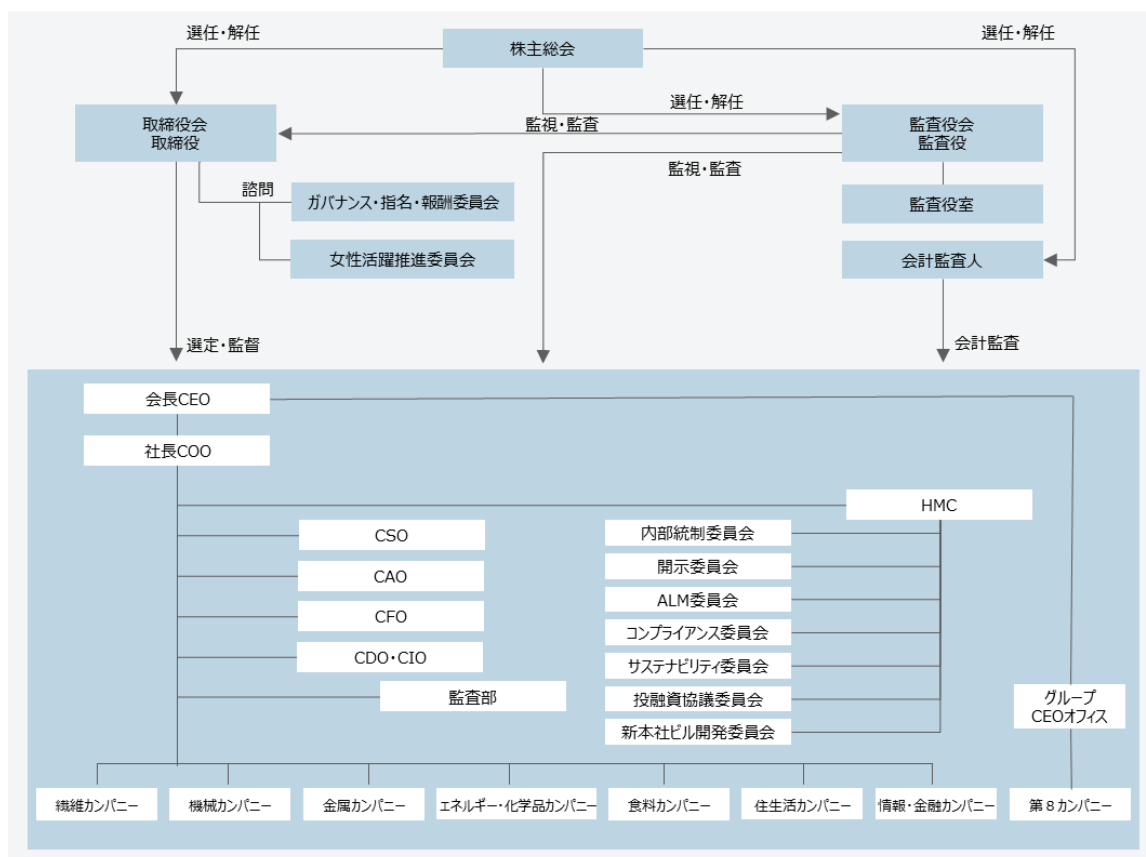 選任・解任
株主総会
選任・解任
選任・解任
取締役会
取締役
監視・監査
監査役会
監査役
監視・監査
諮問
ガバナンス・指名・報酬委員会
監査役室
女性活躍推進委員会
会計監査人
選定・監督
会計監査
会長CEO
社長COO
HMC
CSO
内部統制委員会
開示委員会
CAO
ALM委員会
CFO
コンプライアンス委員会
CDO・CIO
サステナビリティ委員会
監査部
投融資協議委員会
グループ
CEOオフィス
新本社ビル開発委員会
繊維カンパニー
機械カンパニー
金属カンパニー
エネルギー・化学品カンパニー
食料カンパニー
住生活カンパニー
情報・金融カンパニー
第８カンパニー